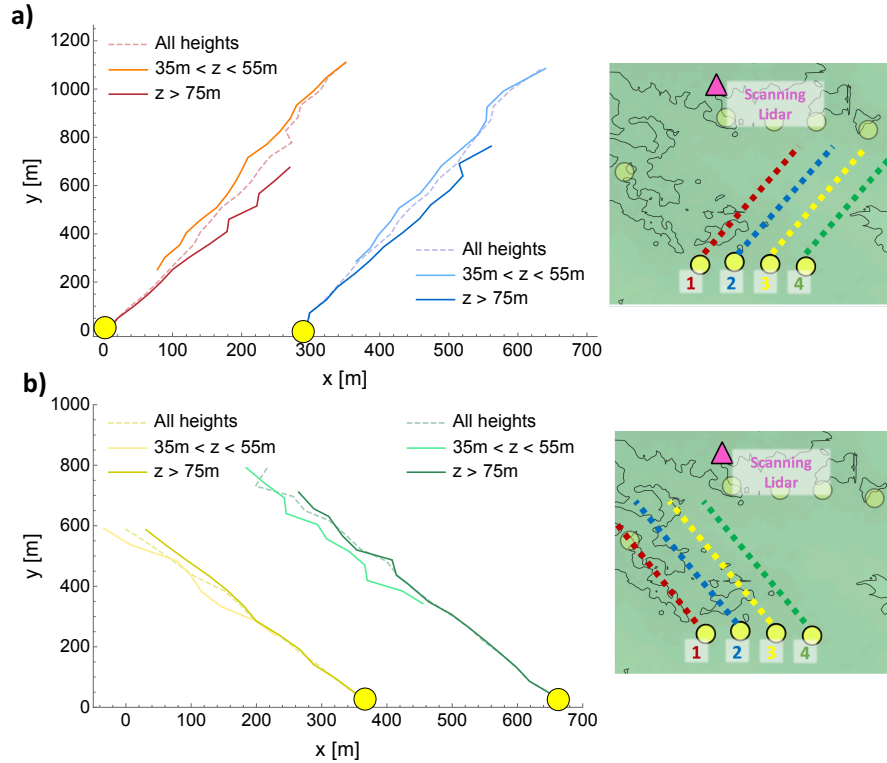 a)
1200
1000
800
600
400
200
0
y [m]
All heights
35m < z < 55m
z > 75m
All heights
35m < z < 55m
z > 75m
0 100 200 300 400 500 600 700
x [m]
Scanning
Lidar
1 2 3 4
b)
1000
800
600
400
200
0
y [m]
All heights
35m < z < 55m
z > 75m
All heights
35m < z < 55m
z > 75m
0 100 200 300 400 500 600 700
x [m]
Scanning
Lidar
1 2 3 4